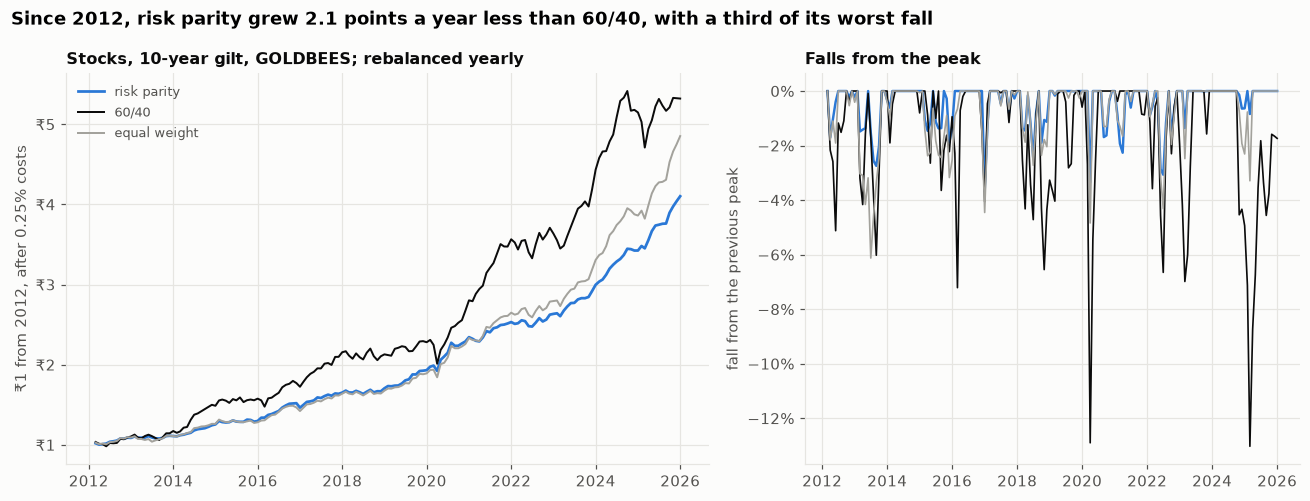 Since 2012, risk parity grew 2.1 points a year less than 60/40, with a third of its worst fall
Stocks, 10-year gilt, GOLDBEES; rebalanced yearly
risk parity
60/40
equal weight
₹1 from 2012, after 0.25% costs
₹5
₹4
₹3
₹2
₹1
2012 2014 2016 2018 2020 2022 2024 2026
Falls from the peak
fall from the previous peak
0%
−2%
−4%
−6%
−8%
−10%
−12%
2012 2014 2016 2018 2020 2022 2024 2026